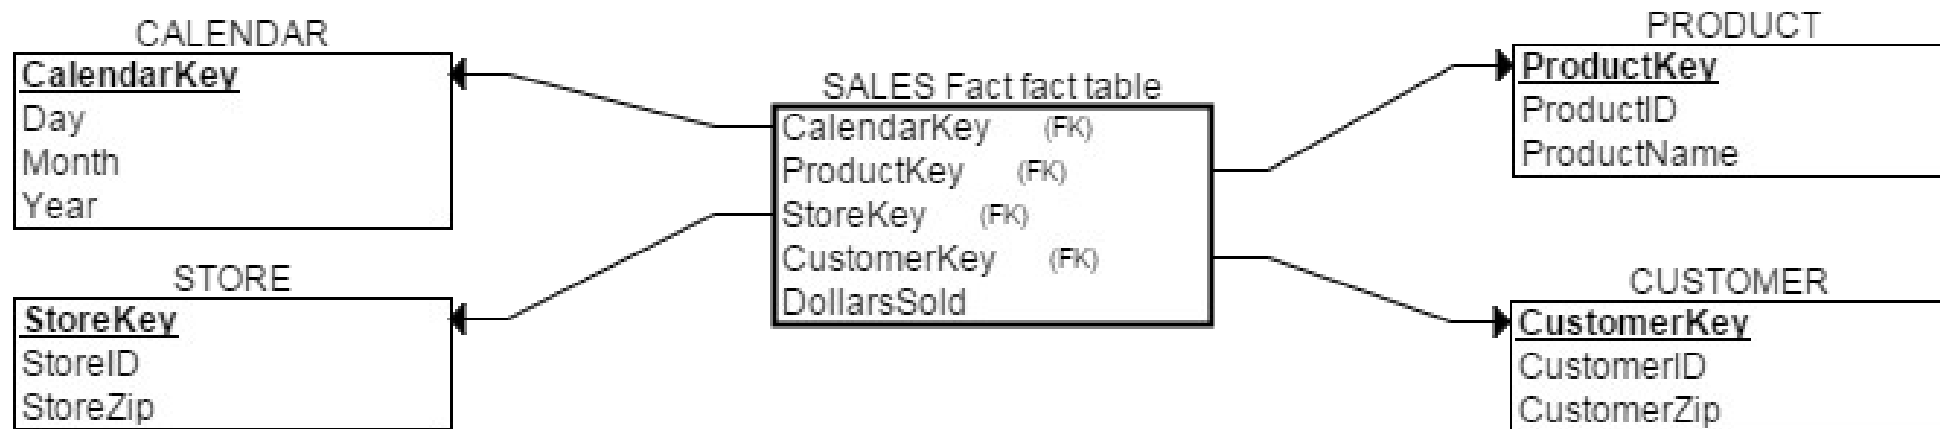 CALENDAR
CalendarKey
Day
Month
Year
STORE
StoreKey
StoreID
StoreZip
SALES Fact fact table
CalendarKey (FK)
ProductKey (FK)
StoreKey (FK)
CustomerKey (FK)
DollarsSold
PRODUCT
ProductKey
ProductID
ProductName
CUSTOMER
CustomerKey
CustomerID
CustomerZip